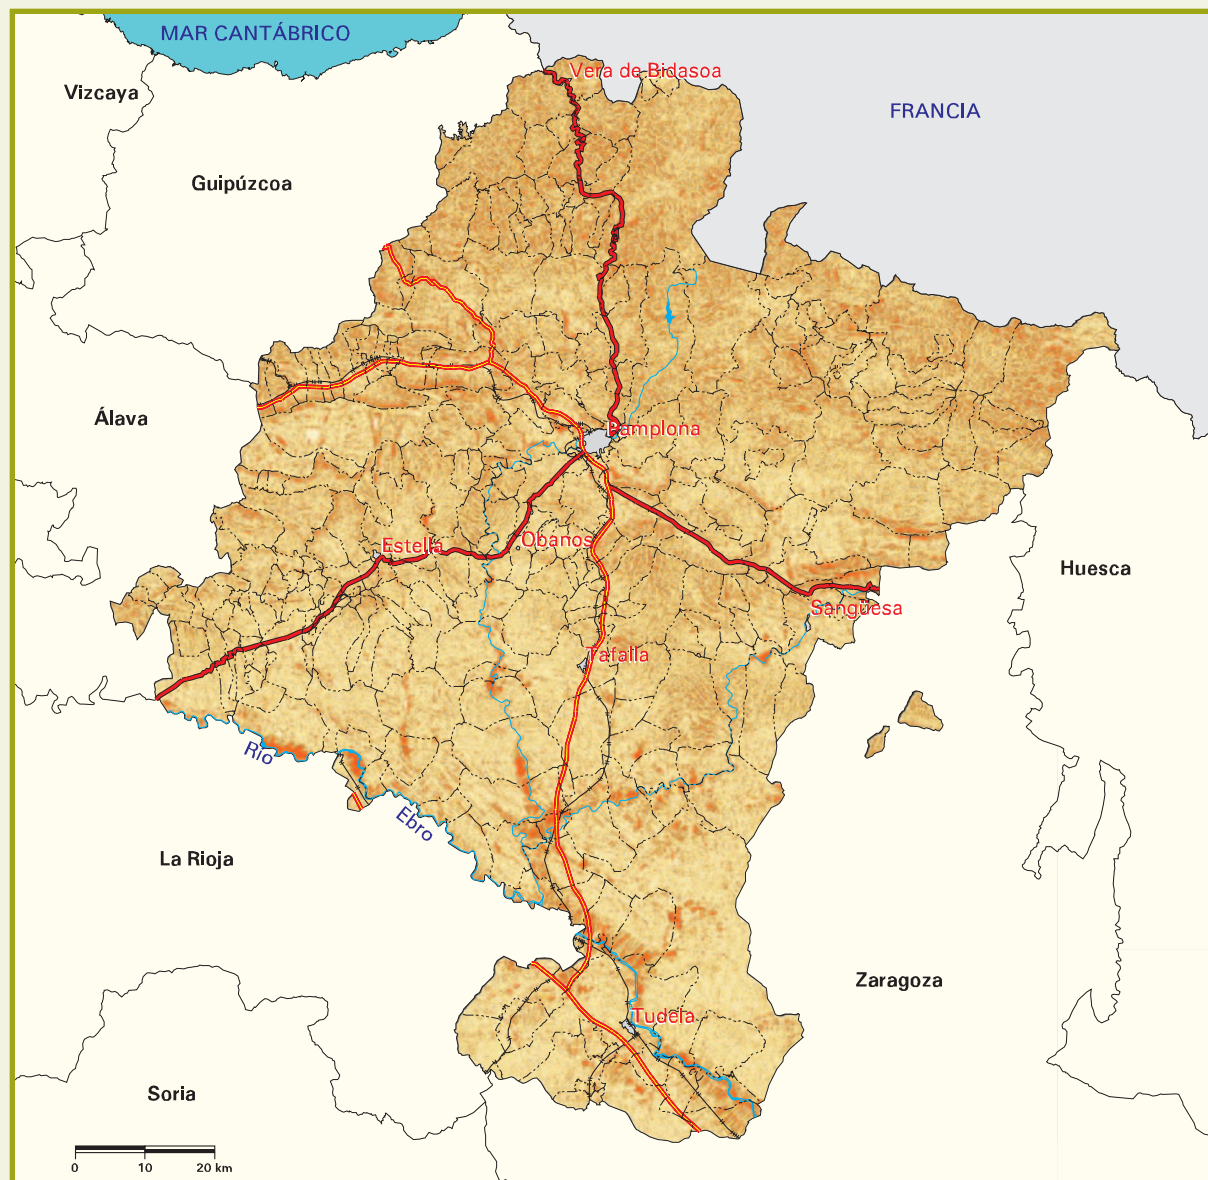 MAR CANTÁBRICO
Vera de Bidasoa
Vizcaya
FRANCIA
Guipúzcoa
Álava
Pamplona
Obanos
Estella
Huesca
Sangüesa
Tafalla
Río
Ebro
La Rioja
Zaragoza
Tudela
Soria
0 10 20 km